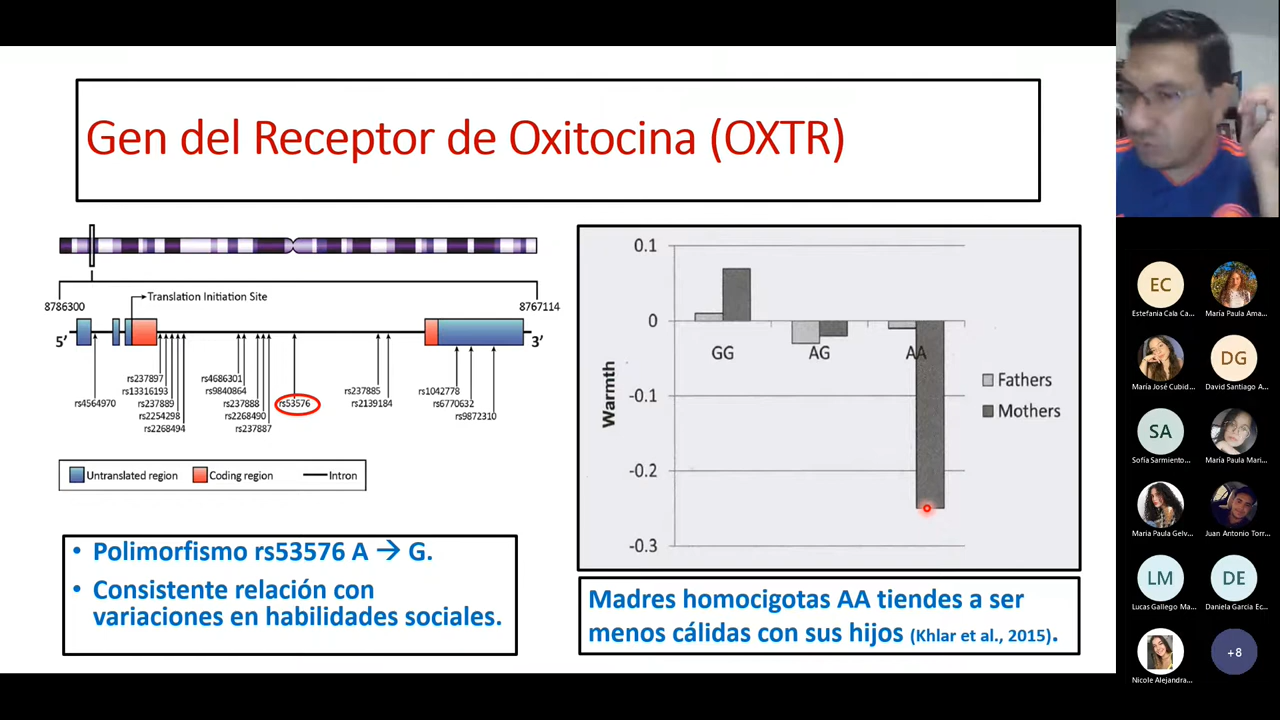 Gen del Receptor de Oxitocina (OXTR)
8786300
8767114
Translation Initiation Site
5’
3’
rs4564970
rs237897
rs13316193
rs237889
rs2254298
rs2268494
rs4686301
rs9840864
rs237888
rs2268490
rs237887
rs53576
rs237885
rs2139184
rs1042778
rs6770632
rs9872310
Untranslated region
Coding region
Intron
• Polimorfismo rs53576 A → G.
• Consistente relación con
variaciones en habilidades sociales.
0.1
0
-0.1
-0.2
-0.3
Warmth
GG
AG
AA
Fathers
Mothers
Madres homocigotas AA tiendes a ser
menos cálidas con sus hijos (Khlar et al., 2015).
EC
Estefania Cala Ca...
María Paula Ama...
María José Cubid...
DG
David Santiago A...
SA
Sofía Sarmiento...
María Paula Mari...
Maria Paula Gelv...
Juan Antonio Torr...
LM
Lucas Gallego Ma...
DE
Daniela Garcia Ec...
Nicole Alejandra...
+8